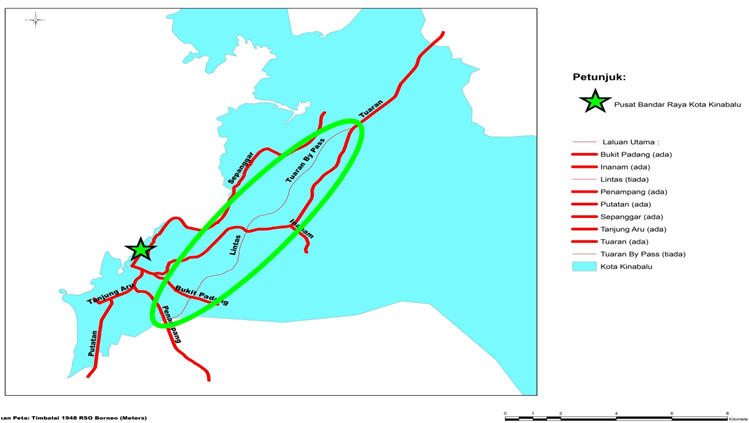 Tuaran
Tuaran By Pass
Sepanggar
Inanam
Lintas
Bukit Padang
Tanjung Aru
Penampang
Putatan
Petunjuk:
Pusat Bandar Raya Kota Kinabalu
Laluan Utama :
Bukit Padang (ada)
Inanam (ada)
Lintas (tiada)
Penampang (ada)
Putatan (ada)
Sepanggar (ada)
Tanjung Aru (ada)
Tuaran (ada)
Tuaran By Pass (tiada)
Kota Kinabalu
uan Peta: Timbalai 1948 RSO Borneo (Meters)
0 2 4 6 8
Kilometers